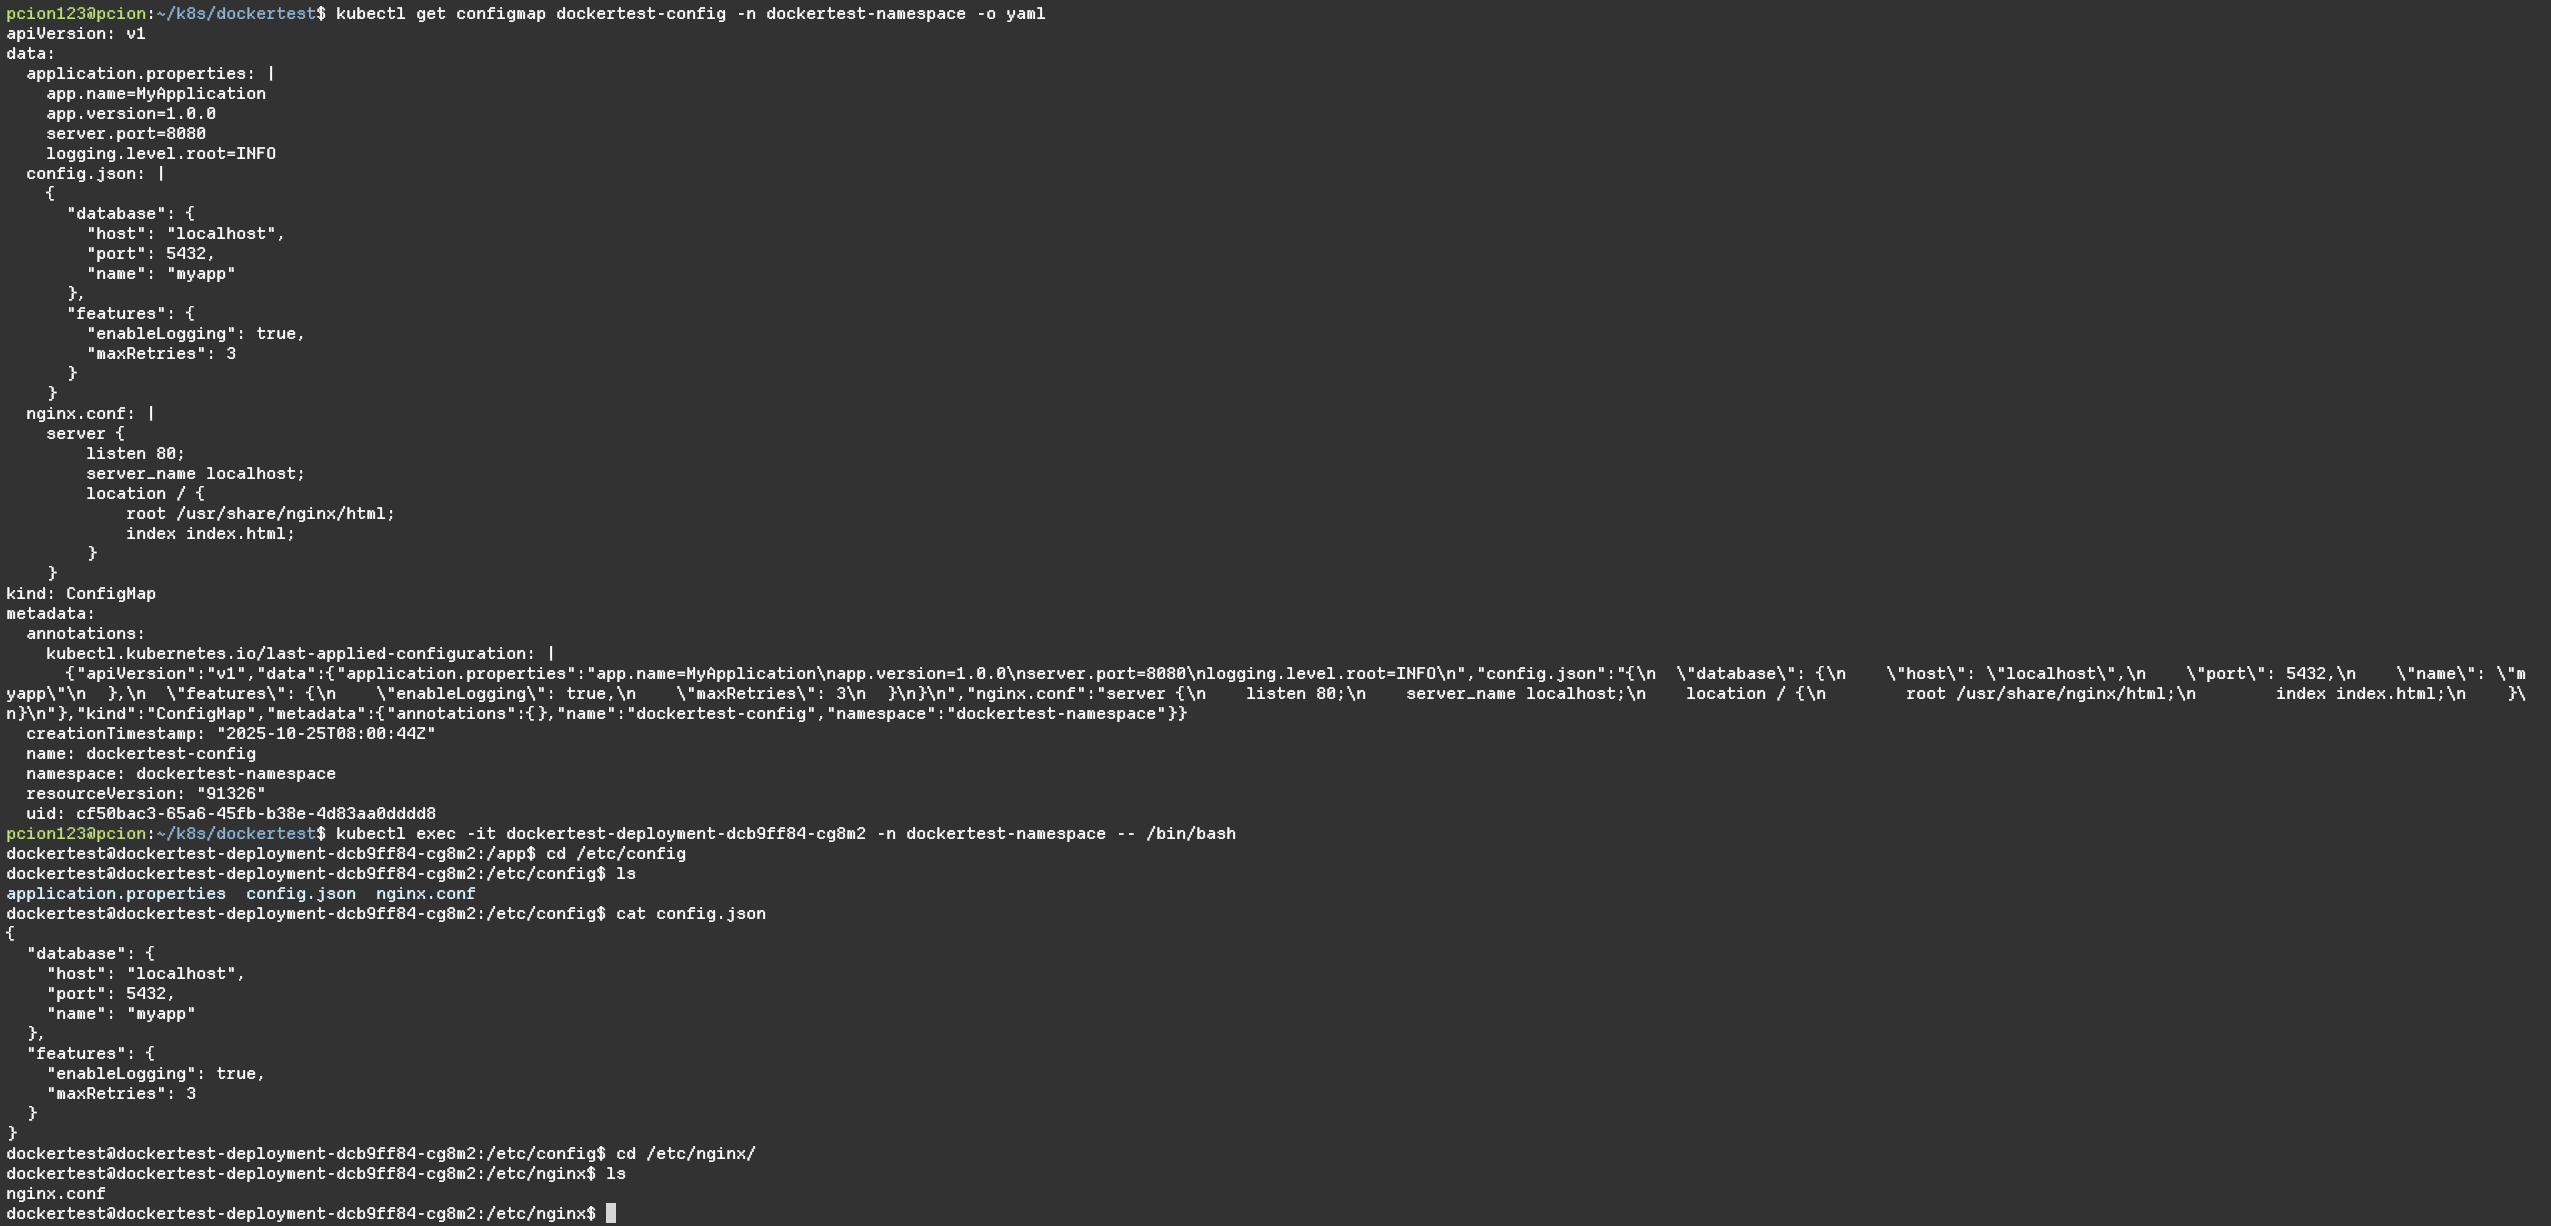 pcion123@pcion:~/k8s/dockertest$ kubectl get configmap dockertest-config -n dockertest-namespace -o yaml
apiVersion: v1
data:
  application.properties: |
    app.name=MyApplication
    app.version=1.0.0
    server.port=8080
    logging.level.root=INFO
  config.json: |
    {
      "database": {
        "host": "localhost",
        "port": 5432,
        "name": "myapp"
      },
      "features": {
        "enableLogging": true,
        "maxRetries": 3
      }
    }
  nginx.conf: |
    server {
        listen 80;
        server_name localhost;
        location / {
            root /usr/share/nginx/html;
            index index.html;
        }
    }
kind: ConfigMap
metadata:
  annotations:
    kubectl.kubernetes.io/last-applied-configuration: |
      {"apiVersion":"v1","data":{"application.properties":"app.name=MyApplication\napp.version=1.0.0\nserver.port=8080\nlogging.level.root=INFO\n","config.json":"{\n  \"database\": {\n    \"host\": \"localhost\",\n    \"port\": 5432,\n    \"name\": \"m
yapp\"\n  },\n  \"features\": {\n    \"enableLogging\": true,\n    \"maxRetries\": 3\n  }\n}\n","nginx.conf":"server {\n    listen 80;\n    server_name localhost;\n    location / {\n        root /usr/share/nginx/html;\n        index index.html;\n    }\
n}\n"},"kind":"ConfigMap","metadata":{"annotations":{},"name":"dockertest-config","namespace":"dockertest-namespace"}}
  creationTimestamp: "2025-10-25T08:00:44Z"
  name: dockertest-config
  namespace: dockertest-namespace
  resourceVersion: "91326"
  uid: cf50bac3-65a6-45fb-b38e-4d83aa0dddd8
pcion123@pcion:~/k8s/dockertest$ kubectl exec -it dockertest-deployment-dcb9ff84-cg8m2 -n dockertest-namespace -- /bin/bash
dockertest@dockertest-deployment-dcb9ff84-cg8m2:/app$ cd /etc/config
dockertest@dockertest-deployment-dcb9ff84-cg8m2:/etc/config$ ls
application.properties  config.json  nginx.conf
dockertest@dockertest-deployment-dcb9ff84-cg8m2:/etc/config$ cat config.json
{
  "database": {
    "host": "localhost",
    "port": 5432,
    "name": "myapp"
  },
  "features": {
    "enableLogging": true,
    "maxRetries": 3
  }
}
dockertest@dockertest-deployment-dcb9ff84-cg8m2:/etc/config$ cd /etc/nginx/
dockertest@dockertest-deployment-dcb9ff84-cg8m2:/etc/nginx$ ls
nginx.conf
dockertest@dockertest-deployment-dcb9ff84-cg8m2:/etc/nginx$